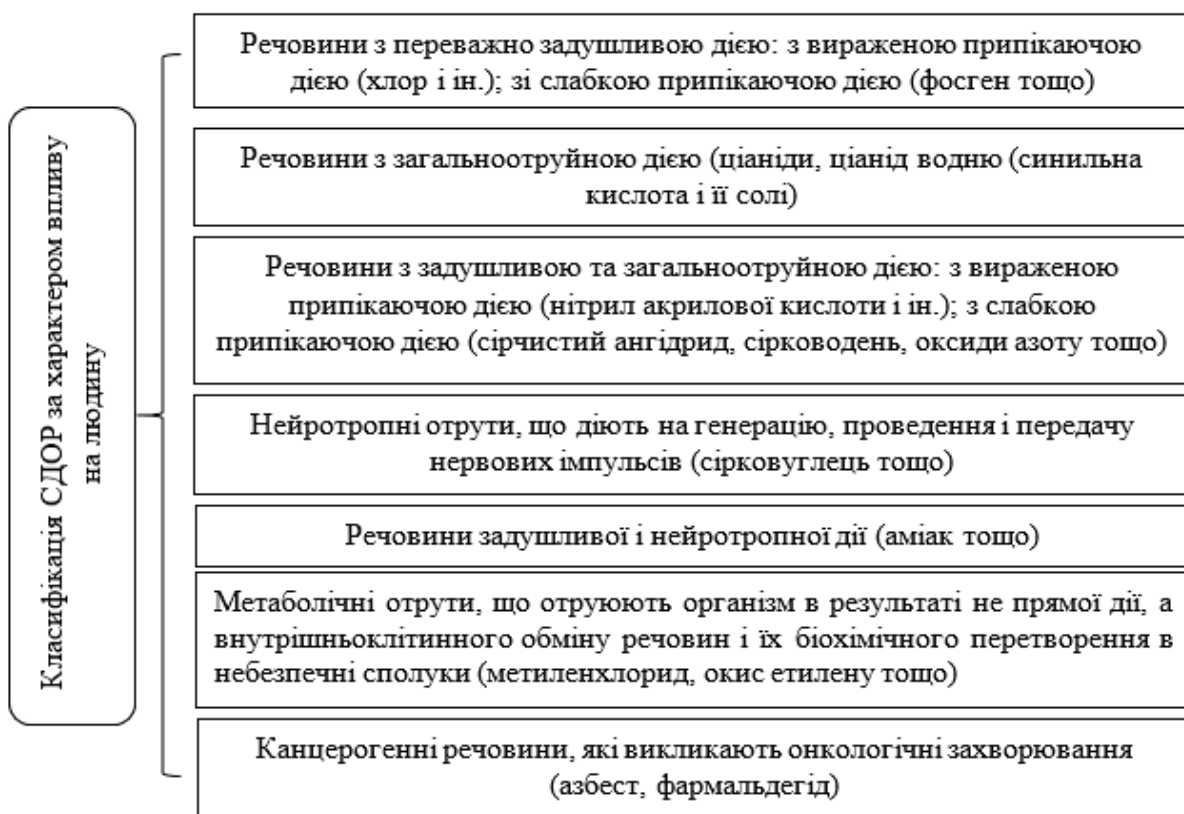 Класифікація СДОР за характером впливу
на людину
Речовини з переважно задушливою дією: з вираженою припікаючою
дією (хлор і ін.); зі слабкою припікаючою дією (фосген тощо)
Речовини з загальноотруйною дією (ціаніди, ціанід водню (синильна
кислота і її солі)
Речовини з задушливою та загальноотруйною дією: з вираженою
припікаючою дією (нітрил акрилової кислоти і ін.); з слабкою
припікаючою дією (сірчистий ангідрид, сірководень, оксиди азоту тощо)
Нейротропні отрути, що діють на генерацію, проведення і передачу
нервових імпульсів (сірковуглець тощо)
Речовини задушливої і нейротропної дії (аміак тощо)
Метаболічні отрути, що отруюють організм в результаті не прямої дії, а
внутрішньоклітинного обміну речовин і їх біохімічного перетворення в
небезпечні сполуки (метиленхлорид, окис етилену тощо)
Канцерогенні речовини, які викликають онкологічні захворювання
(азбест, фармальдегід)